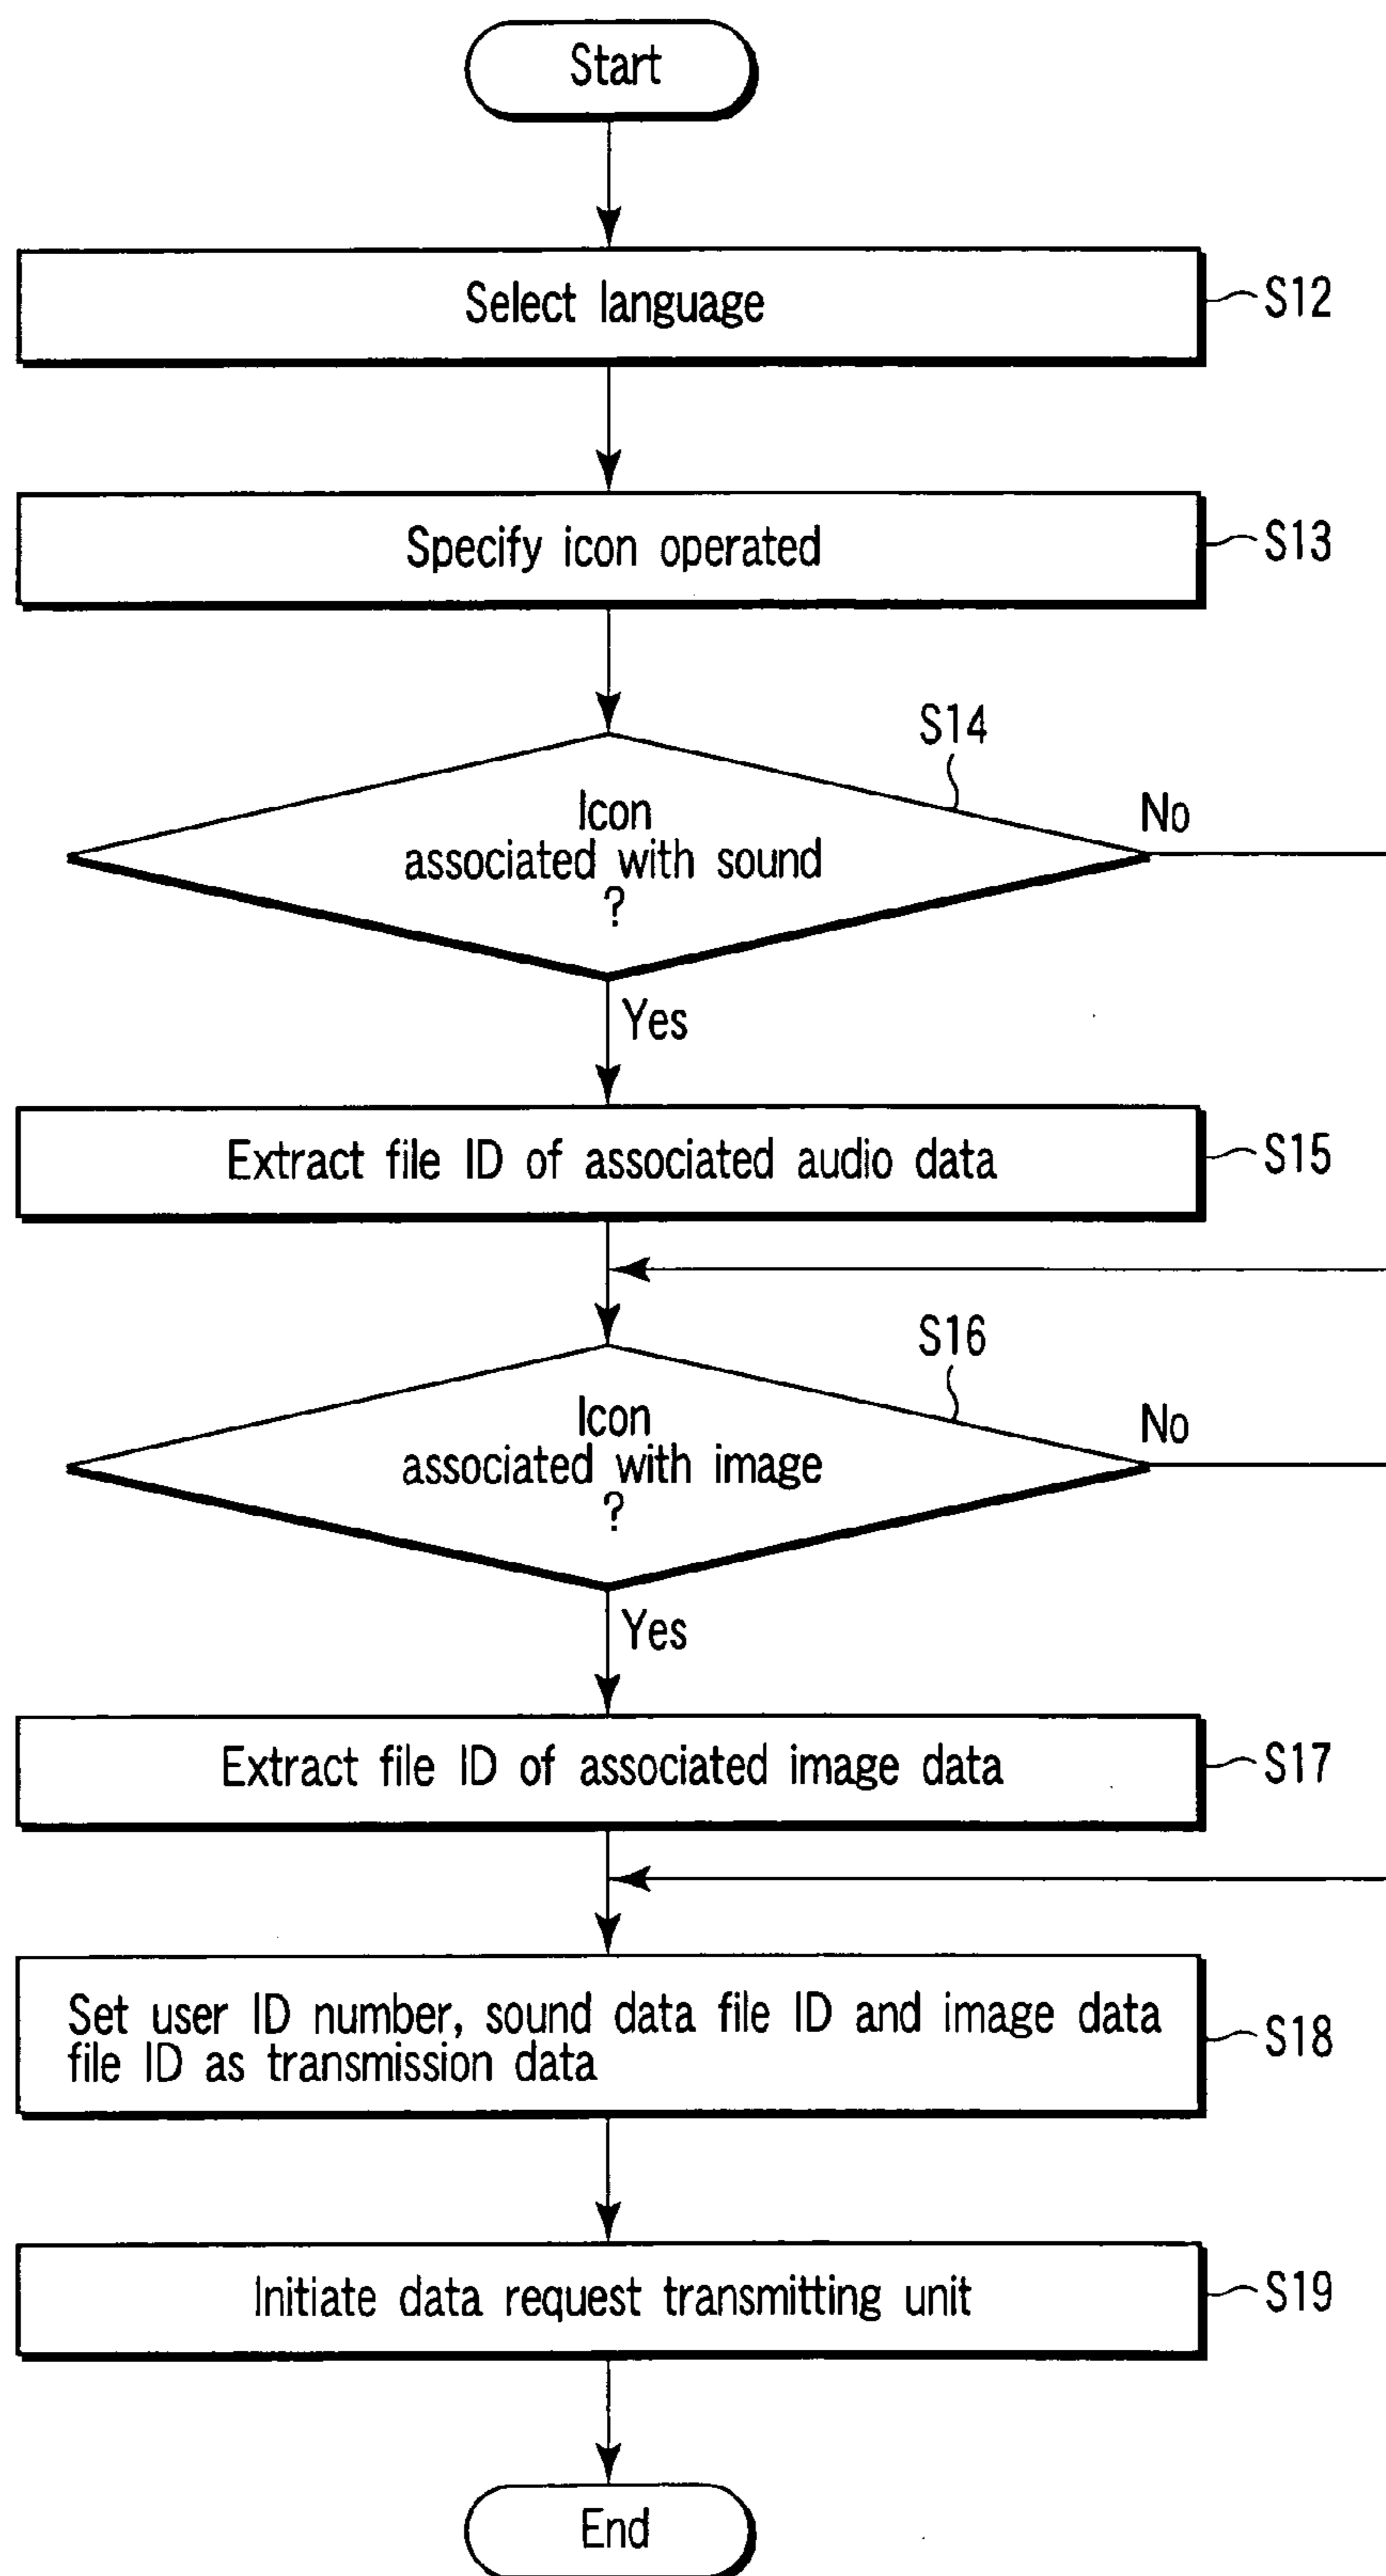 Start
Select language
S12
Specify icon operated
S13
S14
Icon
associated with sound
?
No
Yes
Extract file ID of associated audio data
S15
S16
Icon
associated with image
?
No
Yes
Extract file ID of associated image data
S17
Set user ID number, sound data file ID and image data
file ID as transmission data
S18
Initiate data request transmitting unit
S19
End